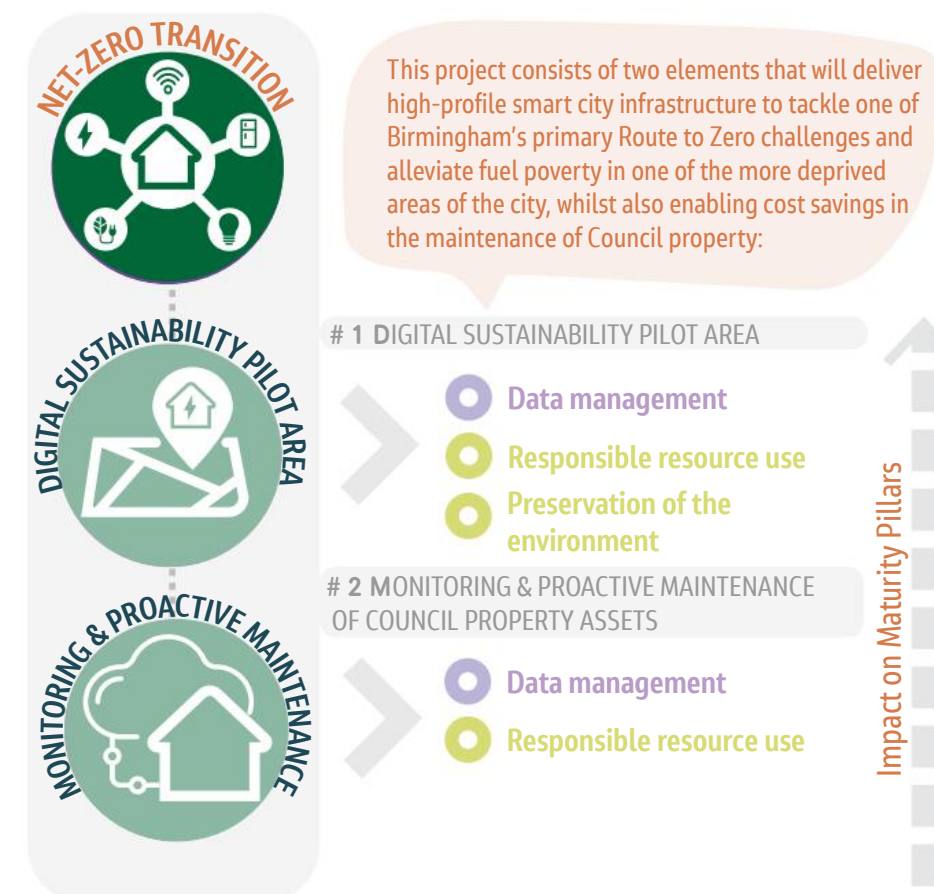 NET-ZERO TRANSITION
This project consists of two elements that will deliver
high-profile smart city infrastructure to tackle one of
Birmingham's primary Route to Zero challenges and
alleviate fuel poverty in one of the more deprived
areas of the city, whilst also enabling cost savings in
the maintenance of Council property:
DIGITAL SUSTAINABILITY PILOT AREA
# 1 DIGITAL SUSTAINABILITY PILOT AREA
Data management
Responsible resource use
Preservation of the
environment
MONITORING & PROACTIVE MAINTENANCE
# 2 MONITORING & PROACTIVE MAINTENANCE
OF COUNCIL PROPERTY ASSETS
Data management
Responsible resource use
Impact on Maturity Pillars